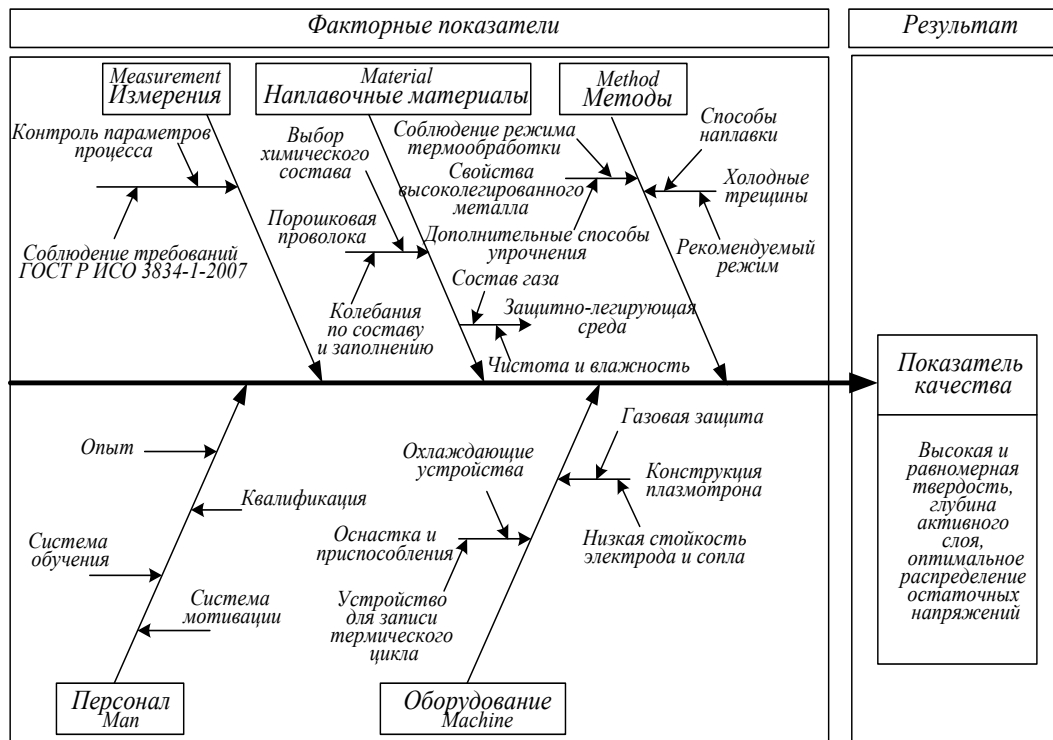 Факторные показатели
Результат
Measurement
Измерения
Material
Наплавочные материалы
Method
Методы
Контроль параметров
процесса
Соблюдение требований
ГОСТ Р ИСО 3834-1-2007
Выбор
химического
состава
Порошковая
проволока
Колебания
по составу
и заполнению
Соблюдение режима
термообработки
Свойства
высоколегированного
металла
Дополнительные способы
упрочнения
Состав газа
Защитно-легирующая
среда
Чистота и влажность
Способы
наплавки
Холодные
трещины
Рекомендуемый
режим
Показатель
качества
Высокая и
равномерная
твердость,
глубина
активного
слоя,
оптимальное
распределение
остаточных
напряжений
Опыт
Квалификация
Система
обучения
Система
мотивации
Охлаждающие
устройства
Оснастка и
приспособления
Устройство
для записи
термического
цикла
Газовая защита
Конструкция
плазмотрона
Низкая стойкость
электрода и сопла
Персонал
Man
Оборудование
Machine